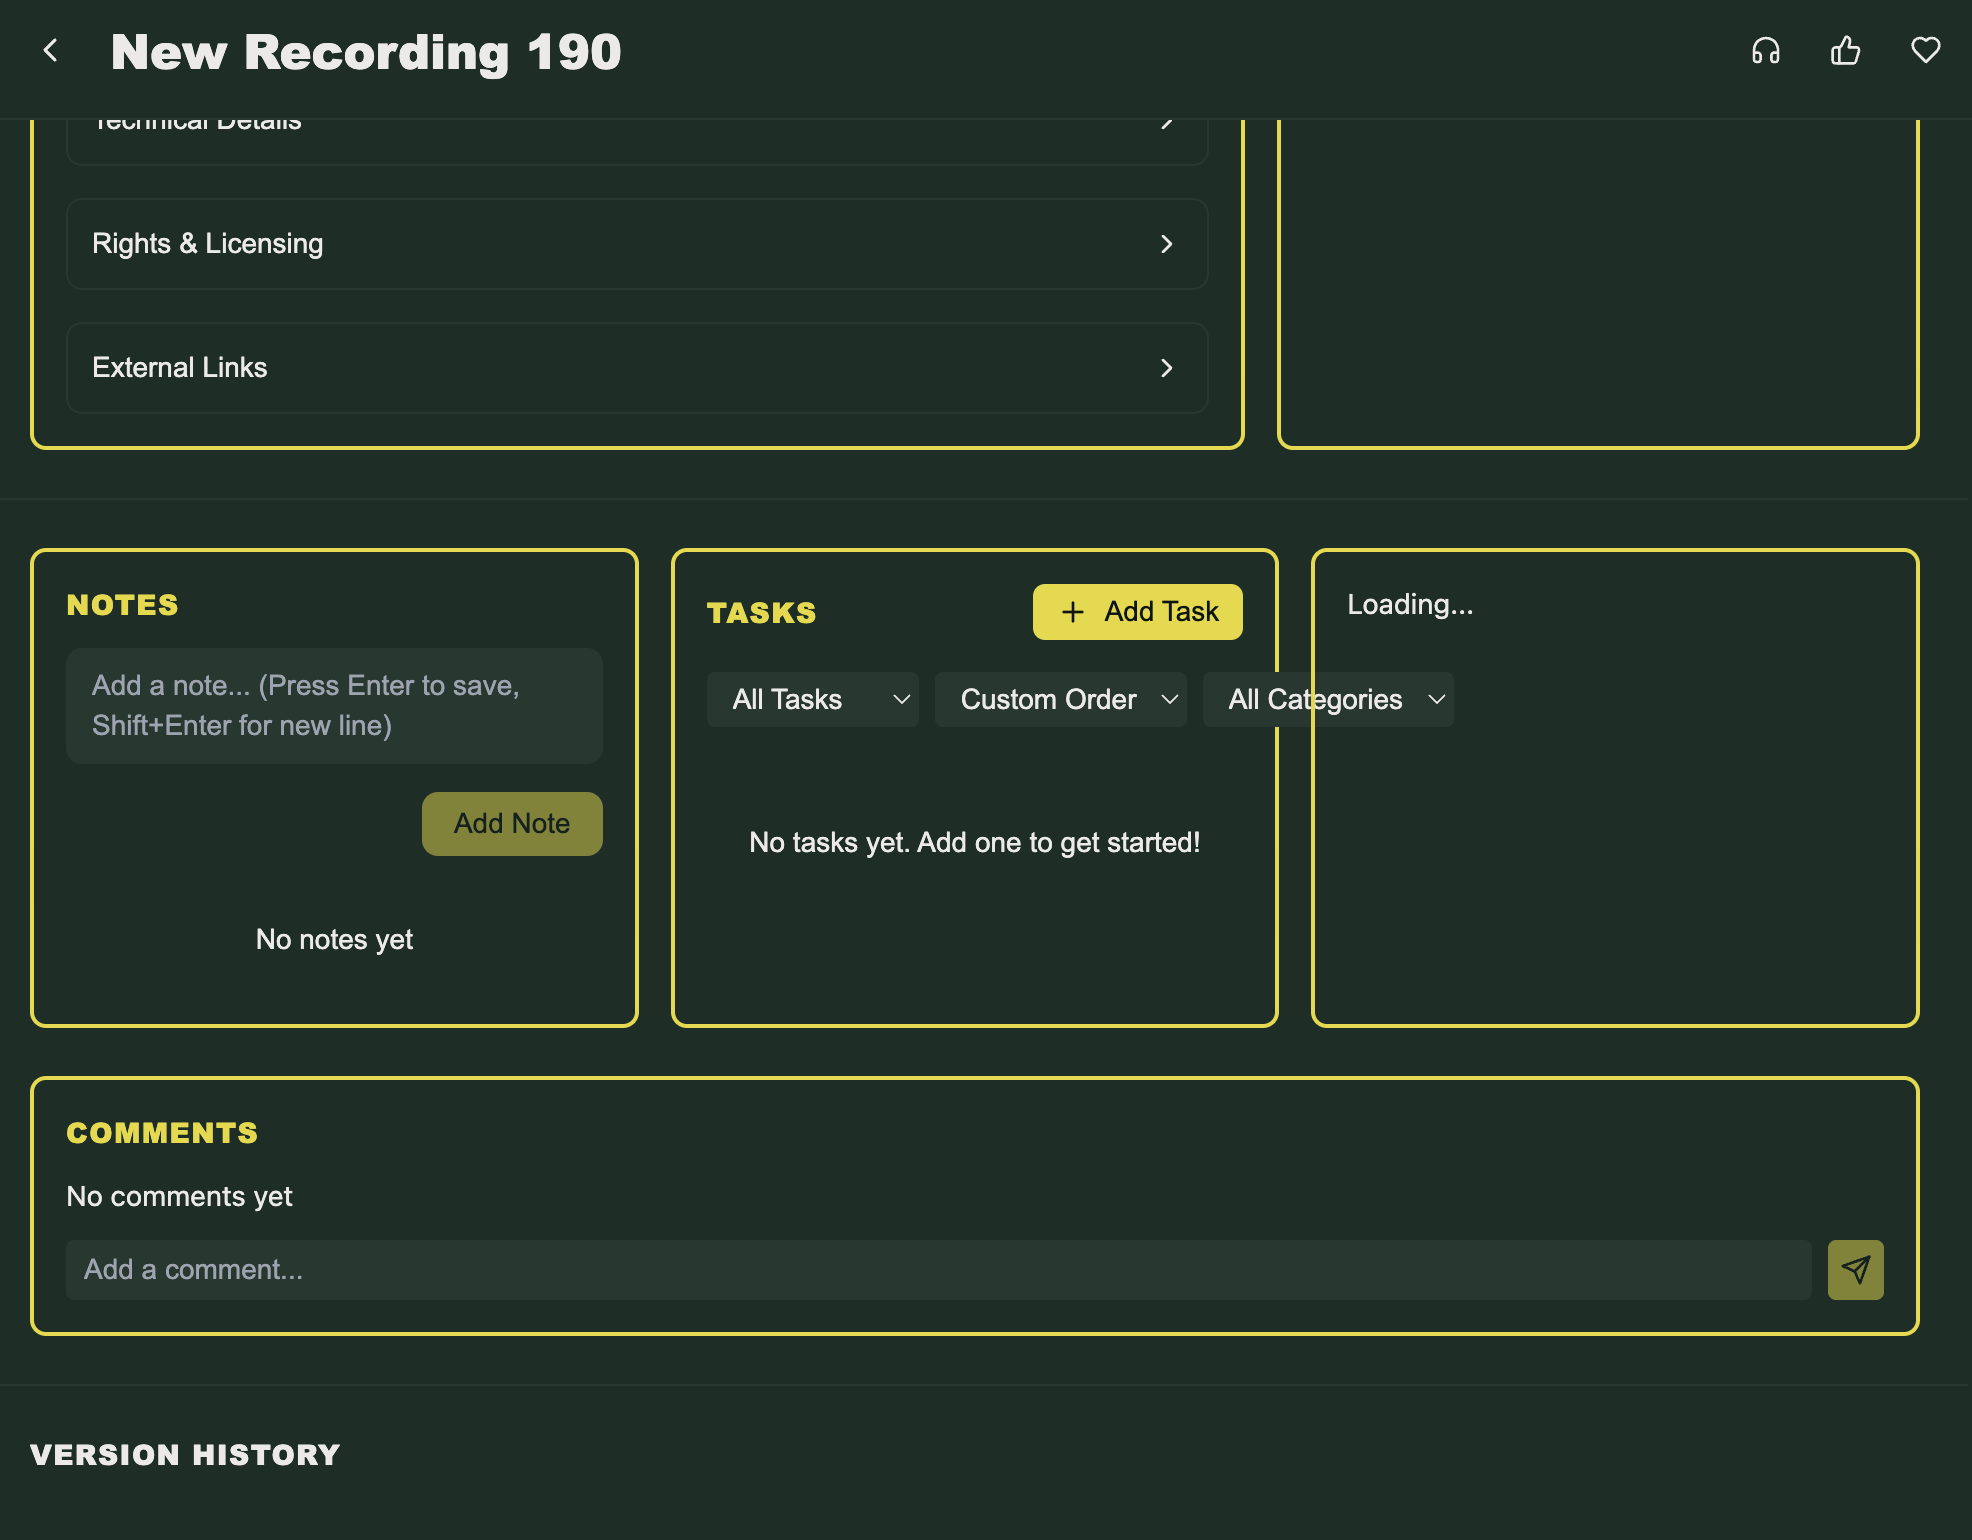 New Recording 190
Technical Details
Rights & Licensing
External Links
NOTES
Add a note... (Press Enter to save,
Shift+Enter for new line)
Add Note
No notes yet
TASKS
Add Task
All Tasks
Custom Order
All Categories
No tasks yet. Add one to get started!
Loading...
COMMENTS
No comments yet
Add a comment...
VERSION HISTORY